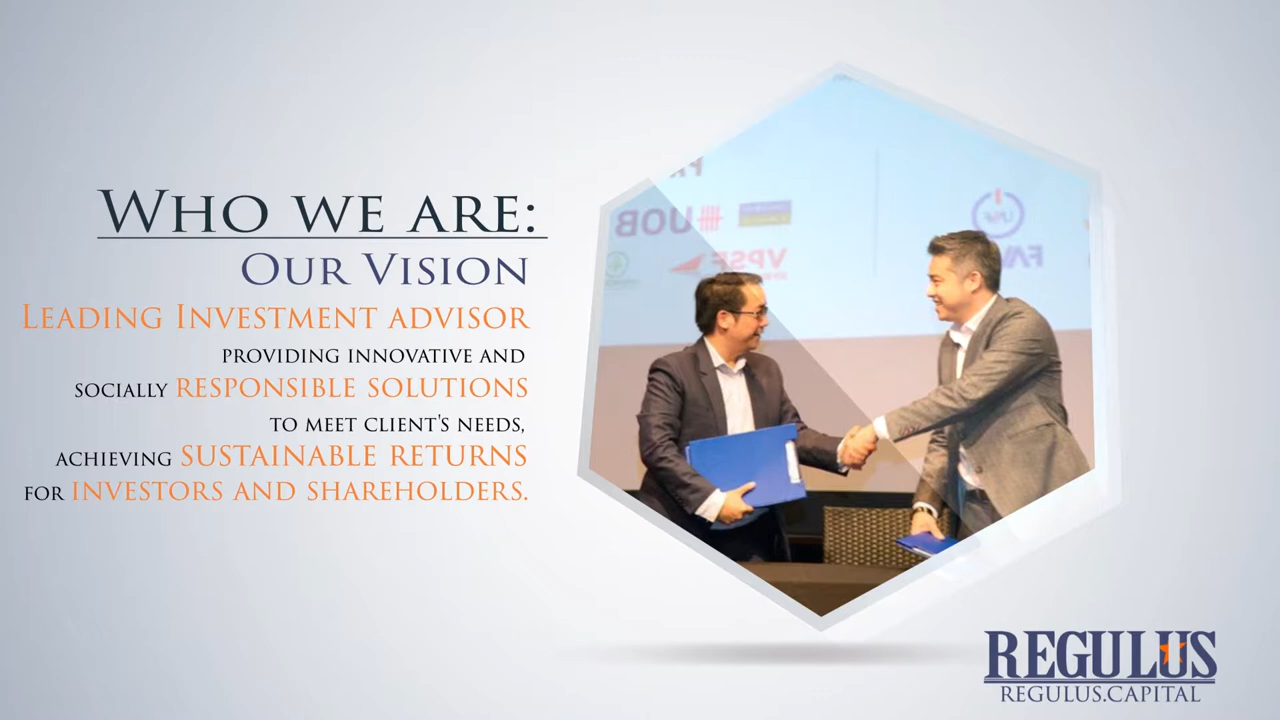 WHO WE ARE:
OUR VISION
LEADING INVESTMENT ADVISOR
PROVIDING INNOVATIVE AND
SOCIALLY RESPONSIBLE SOLUTIONS
TO MEET CLIENT'S NEEDS,
ACHIEVING SUSTAINABLE RETURNS
FOR INVESTORS AND SHAREHOLDERS.
UOB
VPSF
REGULUS
REGULUS.CAPITAL